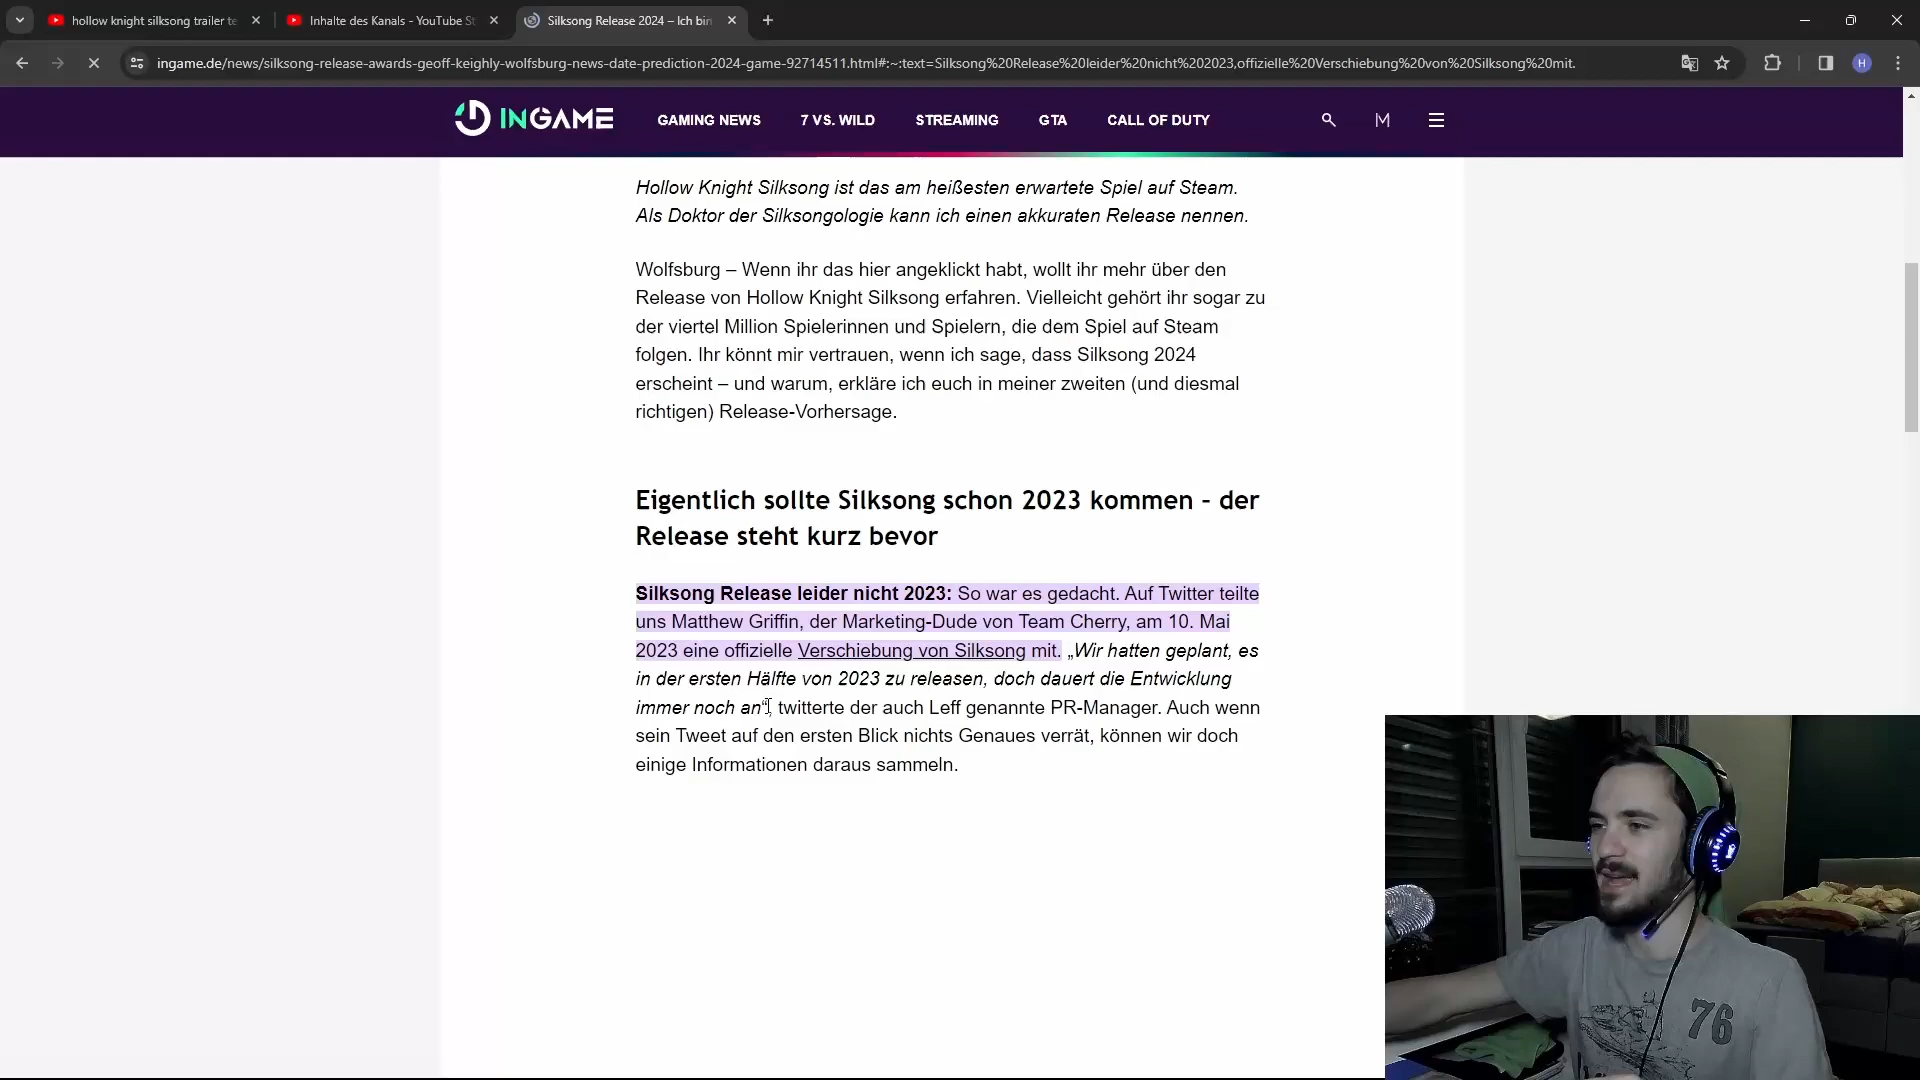 hollow knight silksong trailer te
Inhalte des Kanals - YouTube St
Silksong Release 2024 – Ich bin
ingame.de/news/silksong-release-awards-geoff-keighly-wolfsburg-news-date-prediction-2024-game-92714511.html#:~:text=Silksong%20Release%20leider%20nicht%202023,offizielle%20Verschiebung%20von%20Silksong%20mit.
H
INGAME
GAMING NEWS
7 VS. WILD
STREAMING
GTA
CALL OF DUTY
M
Hollow Knight Silksong ist das am heißesten erwartete Spiel auf Steam.
Als Doktor der Silksongologie kann ich einen akkuraten Release nennen.
Wolfsburg – Wenn ihr das hier angeklickt habt, wollt ihr mehr über den
Release von Hollow Knight Silksong erfahren. Vielleicht gehört ihr sogar zu
der viertel Million Spielerinnen und Spielern, die dem Spiel auf Steam
folgen. Ihr könnt mir vertrauen, wenn ich sage, dass Silksong 2024
erscheint – und warum, erkläre ich euch in meiner zweiten (und diesmal
richtigen) Release-Vorhersage.
Eigentlich sollte Silksong schon 2023 kommen – der
Release steht kurz bevor
Silksong Release leider nicht 2023: So war es gedacht. Auf Twitter teilte
uns Matthew Griffin, der Marketing-Dude von Team Cherry, am 10. Mai
2023 eine offizielle Verschiebung von Silksong mit. „Wir hatten geplant, es
in der ersten Hälfte von 2023 zu releasen, doch dauert die Entwicklung
immer noch an“, twitterte der auch Leff genannte PR-Manager. Auch wenn
sein Tweet auf den ersten Blick nichts Genaues verrät, können wir doch
einige Informationen daraus sammeln.
76